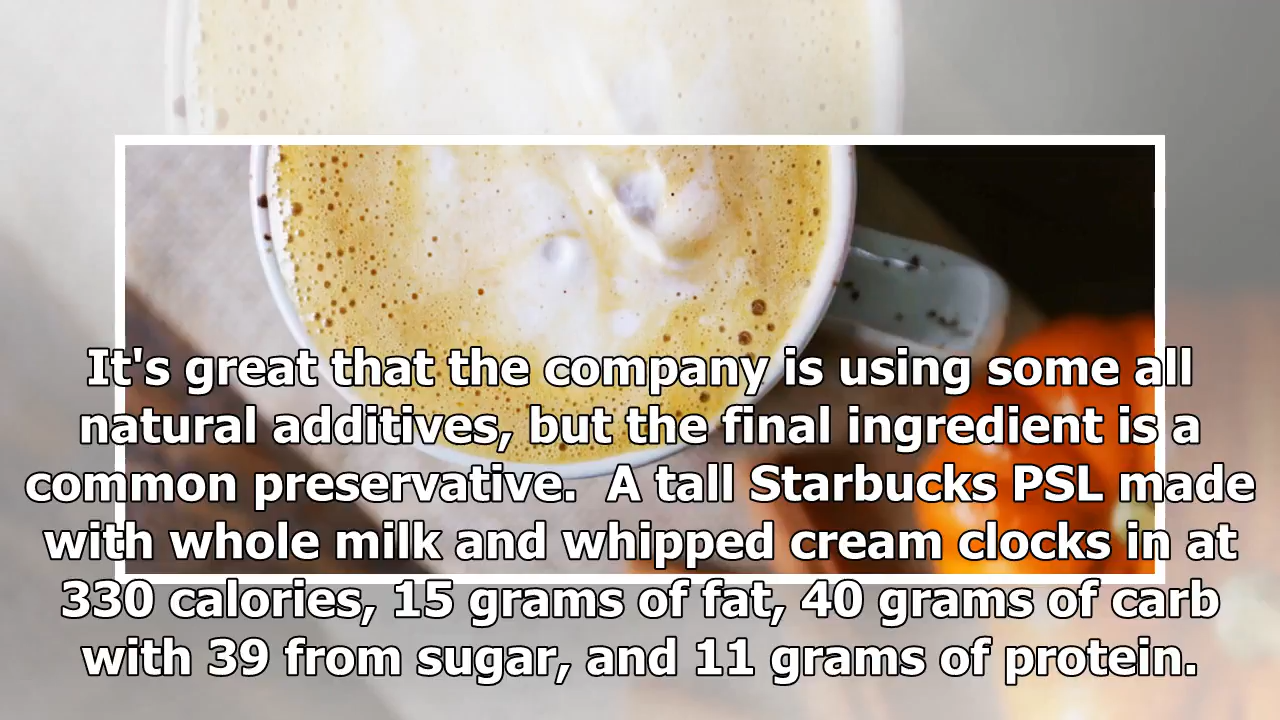 It's great that the company is using some all
natural additives, but the final ingredient is a
common preservative.  A tall Starbucks PSL made
with whole milk and whipped cream clocks in at
330 calories, 15 grams of fat, 40 grams of carb
with 39 from sugar, and 11 grams of protein.